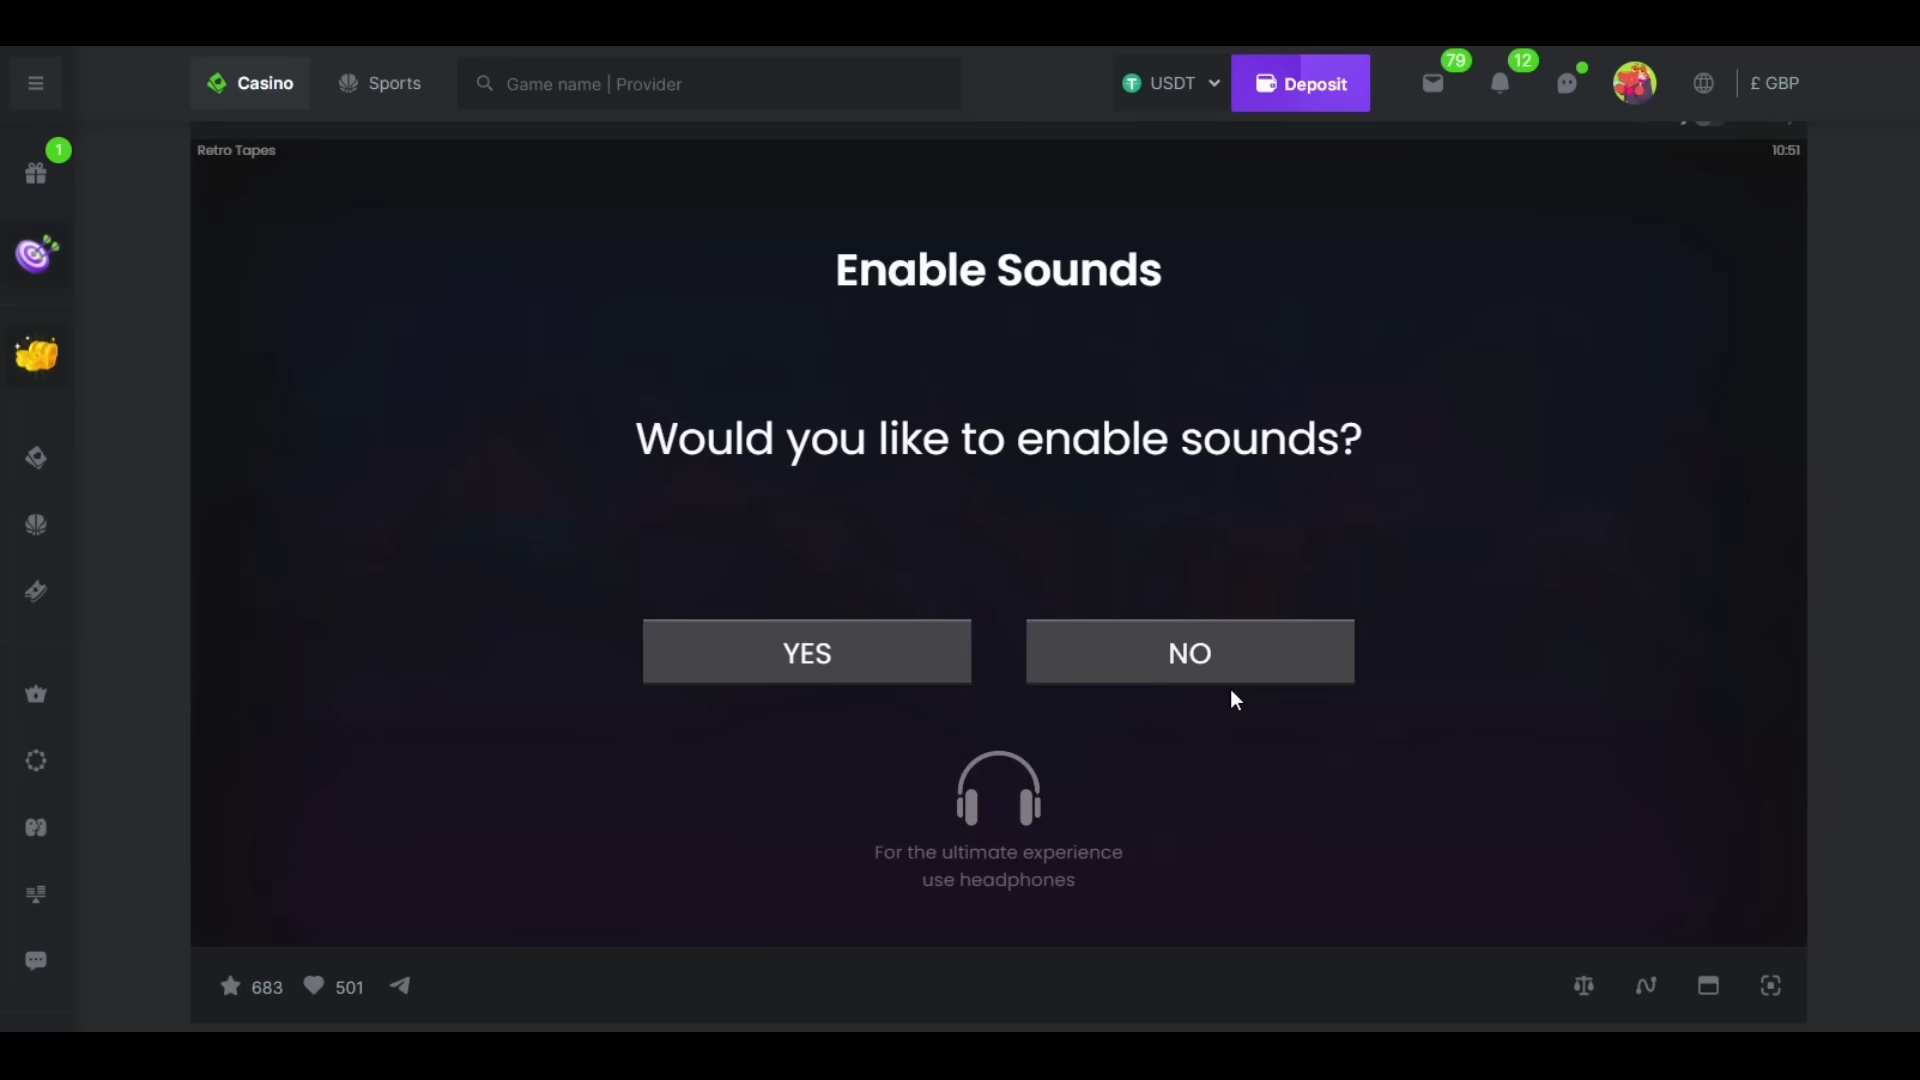 Casino
Sports
Game name | Provider
USDT
Deposit
79
12
£ GBP
1
Retro Tapes
10:51
Enable Sounds
Would you like to enable sounds?
YES
NO
For the ultimate experience
use headphones
683
501